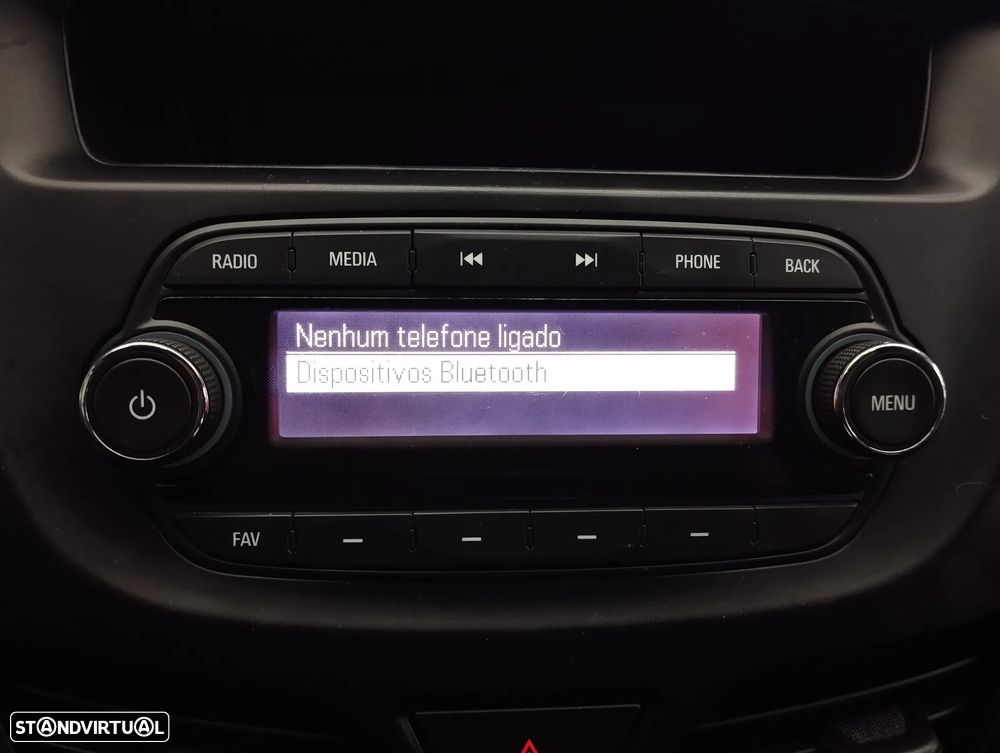 RADIO MEDIA PHONE BACK
Nenhum telefone ligado
Dispositivos Bluetooth
MENU
FAV
STANDVIRTUAL